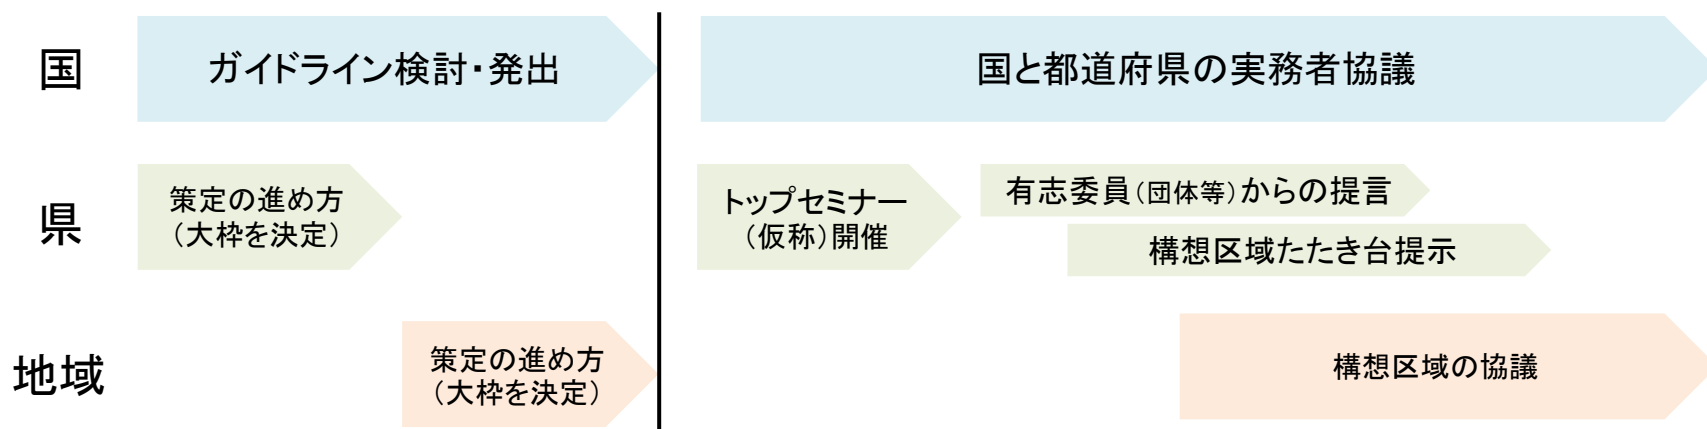 国
ガイドライン検討・発出
国と都道府県の実務者協議
県
策定の進め方
（大枠を決定）
トップセミナー
（仮称）開催
有志委員（団体等）からの提言
構想区域たたき台提示
地域
策定の進め方
（大枠を決定）
構想区域の協議